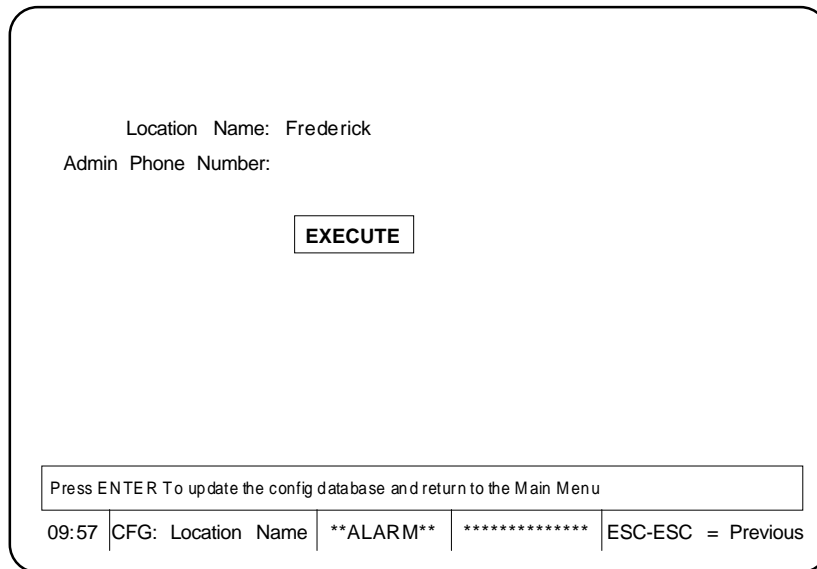 Location Name: Frederick
Admin Phone Number:
EXECUTE
Press ENTER To update the config database and return to the Main Menu
09:57 CFG: Location Name **ALARM** ************** ESC-ESC = Previous